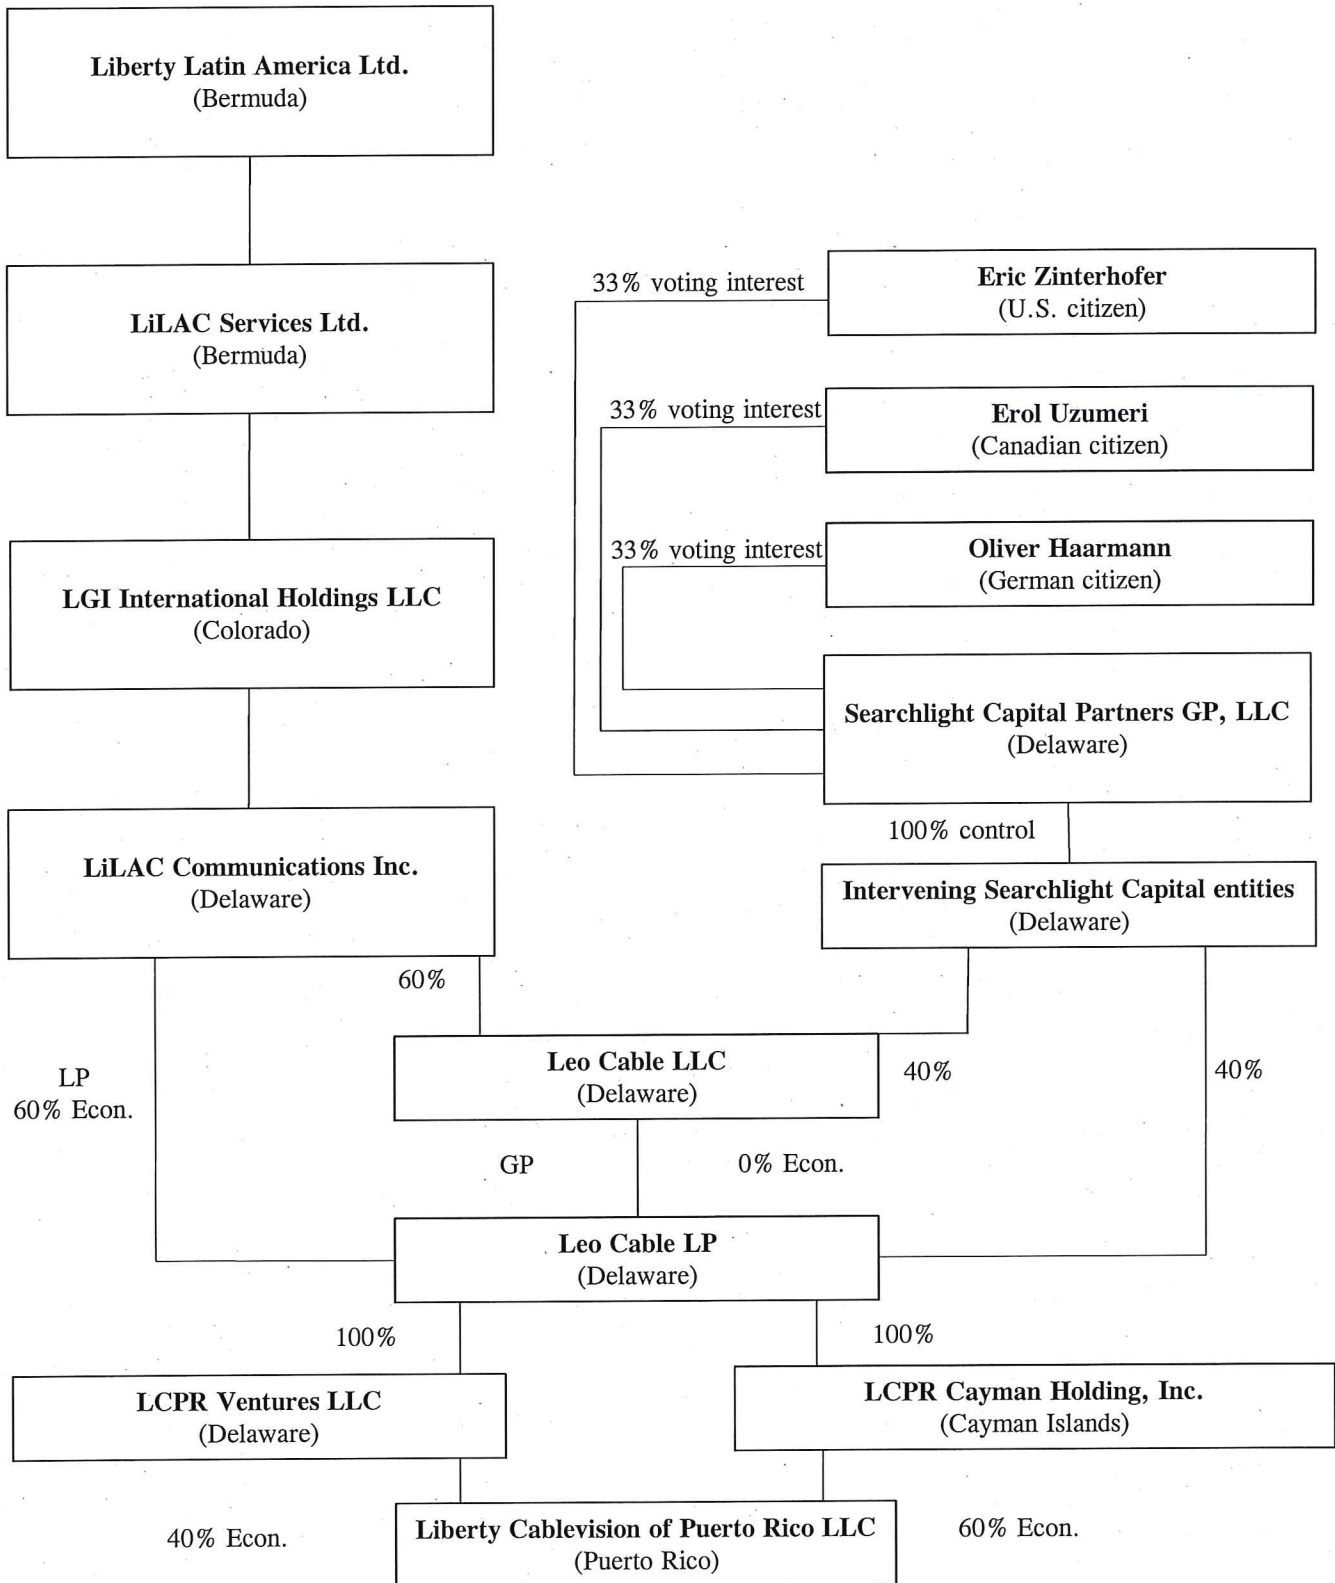 Liberty Latin America Ltd.
(Bermuda)
LiLAC Services Ltd.
(Bermuda)
33% voting interest
Eric Zinterhofer
(U.S. citizen)
33% voting interest
Erol Uzumeri
(Canadian citizen)
33% voting interest
Oliver Haarmann
(German citizen)
LGI International Holdings LLC
(Colorado)
Searchlight Capital Partners GP, LLC
(Delaware)
100% control
LiLAC Communications Inc.
(Delaware)
Intervening Searchlight Capital entities
(Delaware)
60%
Leo Cable LLC
(Delaware)
40%
40%
LP
60% Econ.
GP
0% Econ.
Leo Cable LP
(Delaware)
100%
100%
LCPR Ventures LLC
(Delaware)
LCPR Cayman Holding, Inc.
(Cayman Islands)
40% Econ.
Liberty Cablevision of Puerto Rico LLC
(Puerto Rico)
60% Econ.